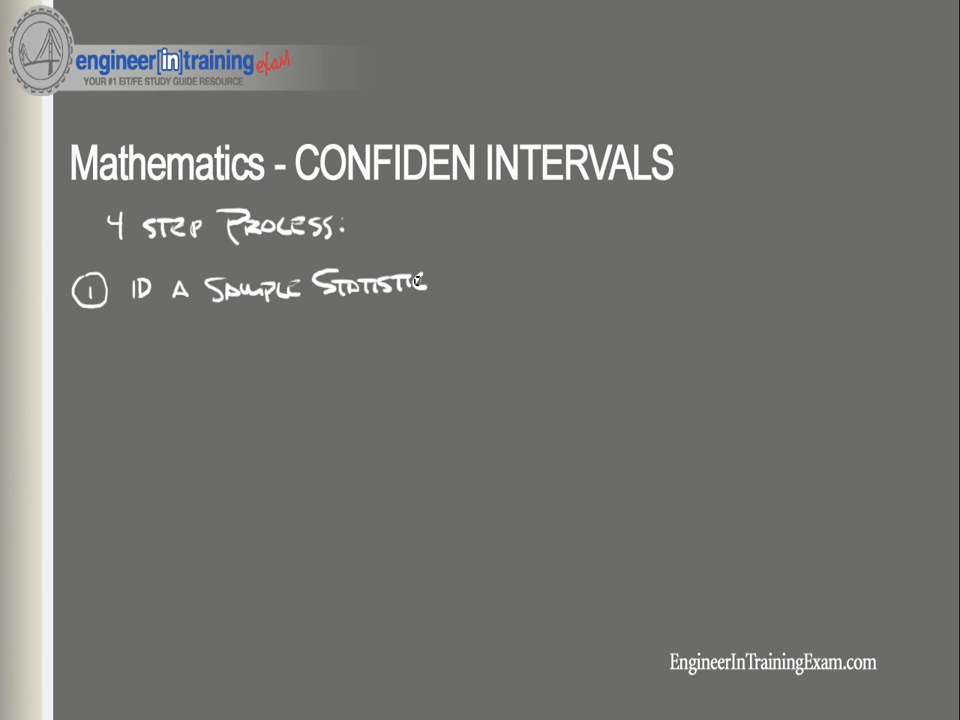 engineer[in]training exam
YOUR #1 EIT/FE STUDY GUIDE RESOURCE
Mathematics - CONFIDEN INTERVALS
4 STEP PROCESS:
1 ID A SAMPLE STATISTIC
EngineerInTrainingExam.com